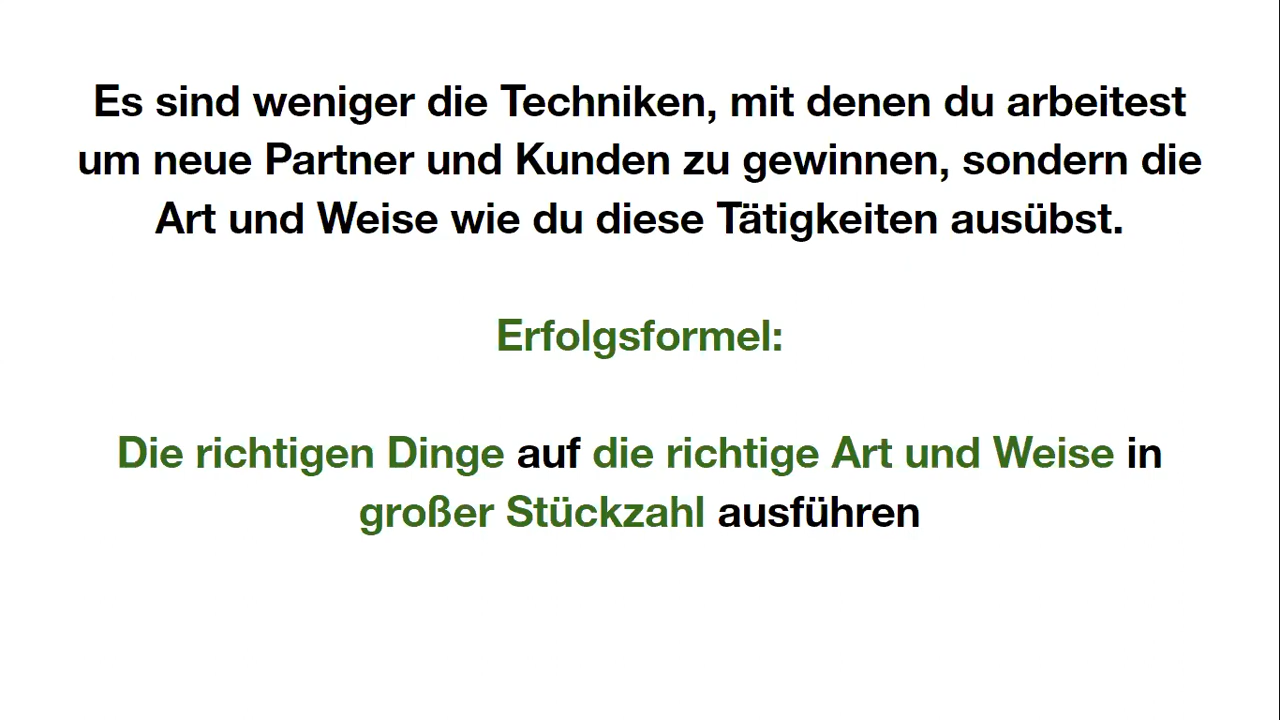 Es sind weniger die Techniken, mit denen du arbeitest
um neue Partner und Kunden zu gewinnen, sondern die
Art und Weise wie du diese Tätigkeiten ausübst.
Erfolgsformel:
Die richtigen Dinge auf die richtige Art und Weise in
großer Stückzahl ausführen